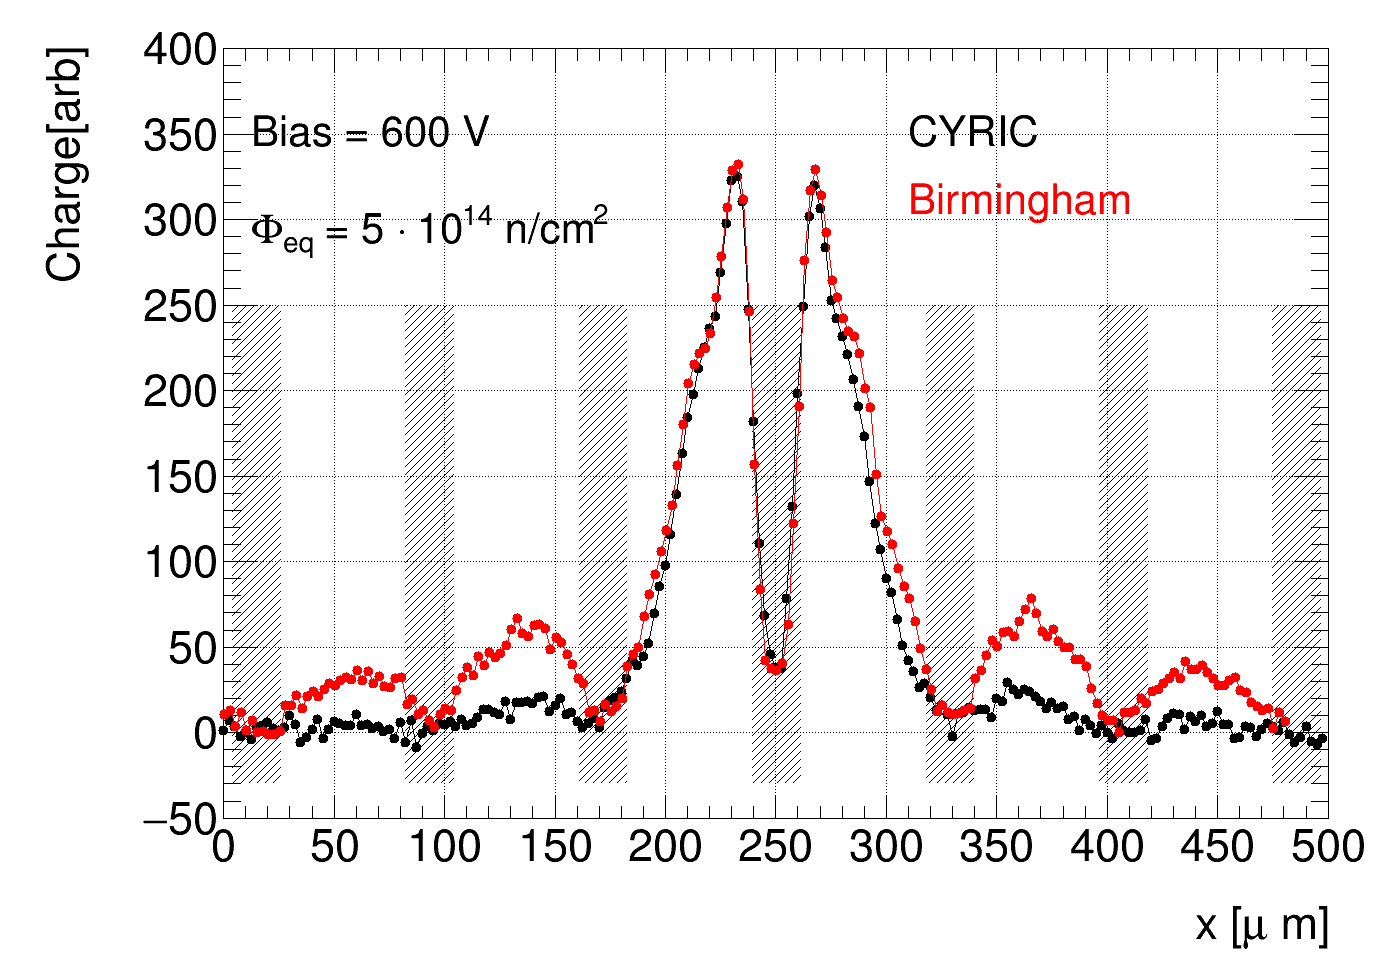 Charge[arb]
400
350
300
250
200
150
100
50
0
−50
Bias = 600 V
CYRIC
Birmingham
Φeq = 5 · 10^14 n/cm^2
0 50 100 150 200 250 300 350 400 450 500
x [μ m]